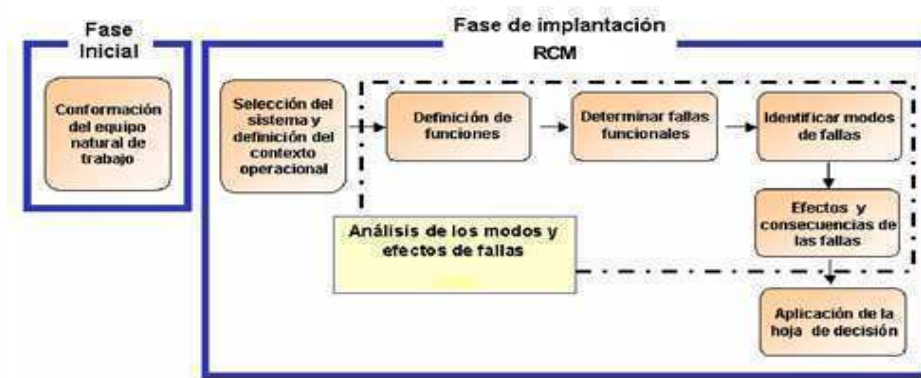 Fase
Inicial
Conformación
del equipo
natural de
trabajo
Fase de implantación
RCM
Selección del
sistema y
definición del
contexto
operacional
Definición de
funciones
Determinar fallas
funcionales
Identificar modos
de fallas
Efectos y
consecuencias de
las fallas
Análisis de los modos y
efectos de fallas
Aplicación de la
hoja de decisión